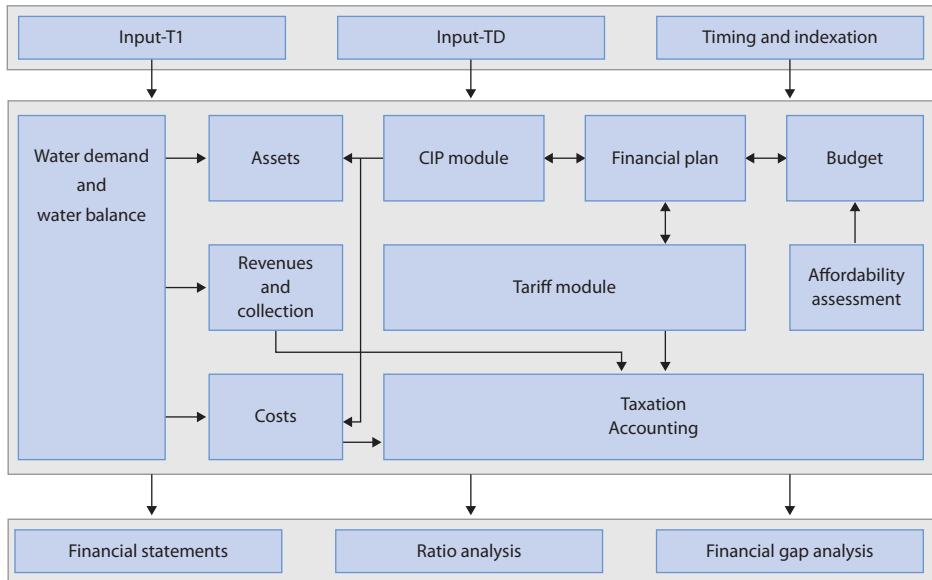 Input-T1
Input-TD
Timing and indexation
Water demand
and
water balance
Assets
CIP module
Financial plan
Budget
Revenues
and
collection
Tariff module
Affordability
assessment
Costs
Taxation
Accounting
Financial statements
Ratio analysis
Financial gap analysis